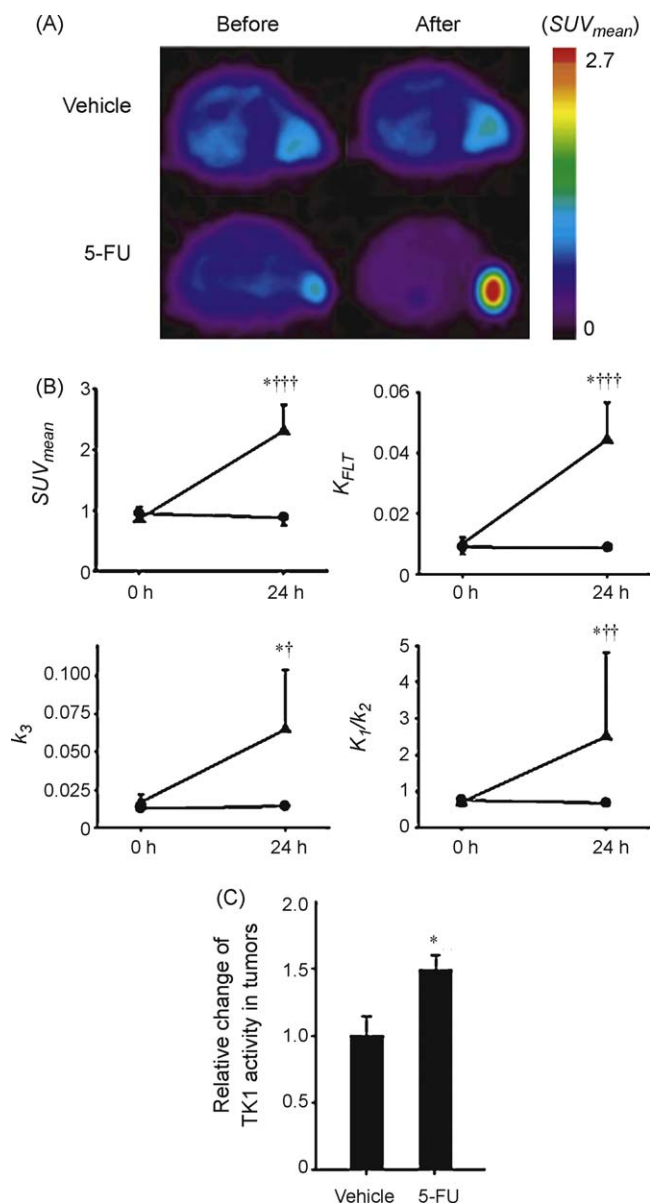 (A) Before After (SUVmean)
2.7
Vehicle
5-FU
0
(B) 3 *†††
2
1
0
SUVmean
0 h 24 h
0.06 *†††
0.04
0.02
0
KFLT
0 h 24 h
0.100 *†
0.075
0.050
0.025
0
k3
0 h 24 h
5 *††
4
3
2
1
0
K1/k2
0 h 24 h
(C)
2.0
1.5 *
1.0
0.5
0
Relative change of
TK1 activity in tumors
Vehicle 5-FU